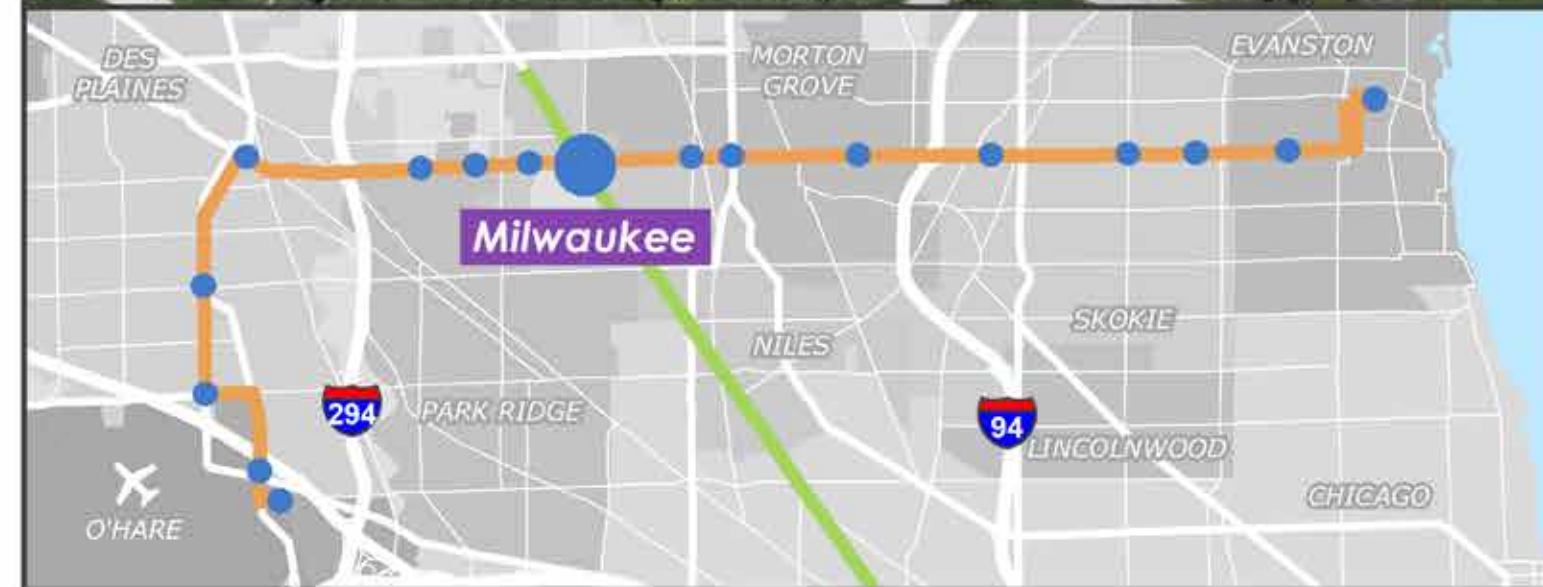 DES
PLAINES
MORTON
GROVE
EVANSTON
Milwaukee
SKOKIE
NILES
294
PARK RIDGE
94
LINCOLNWOOD
CHICAGO
O'HARE